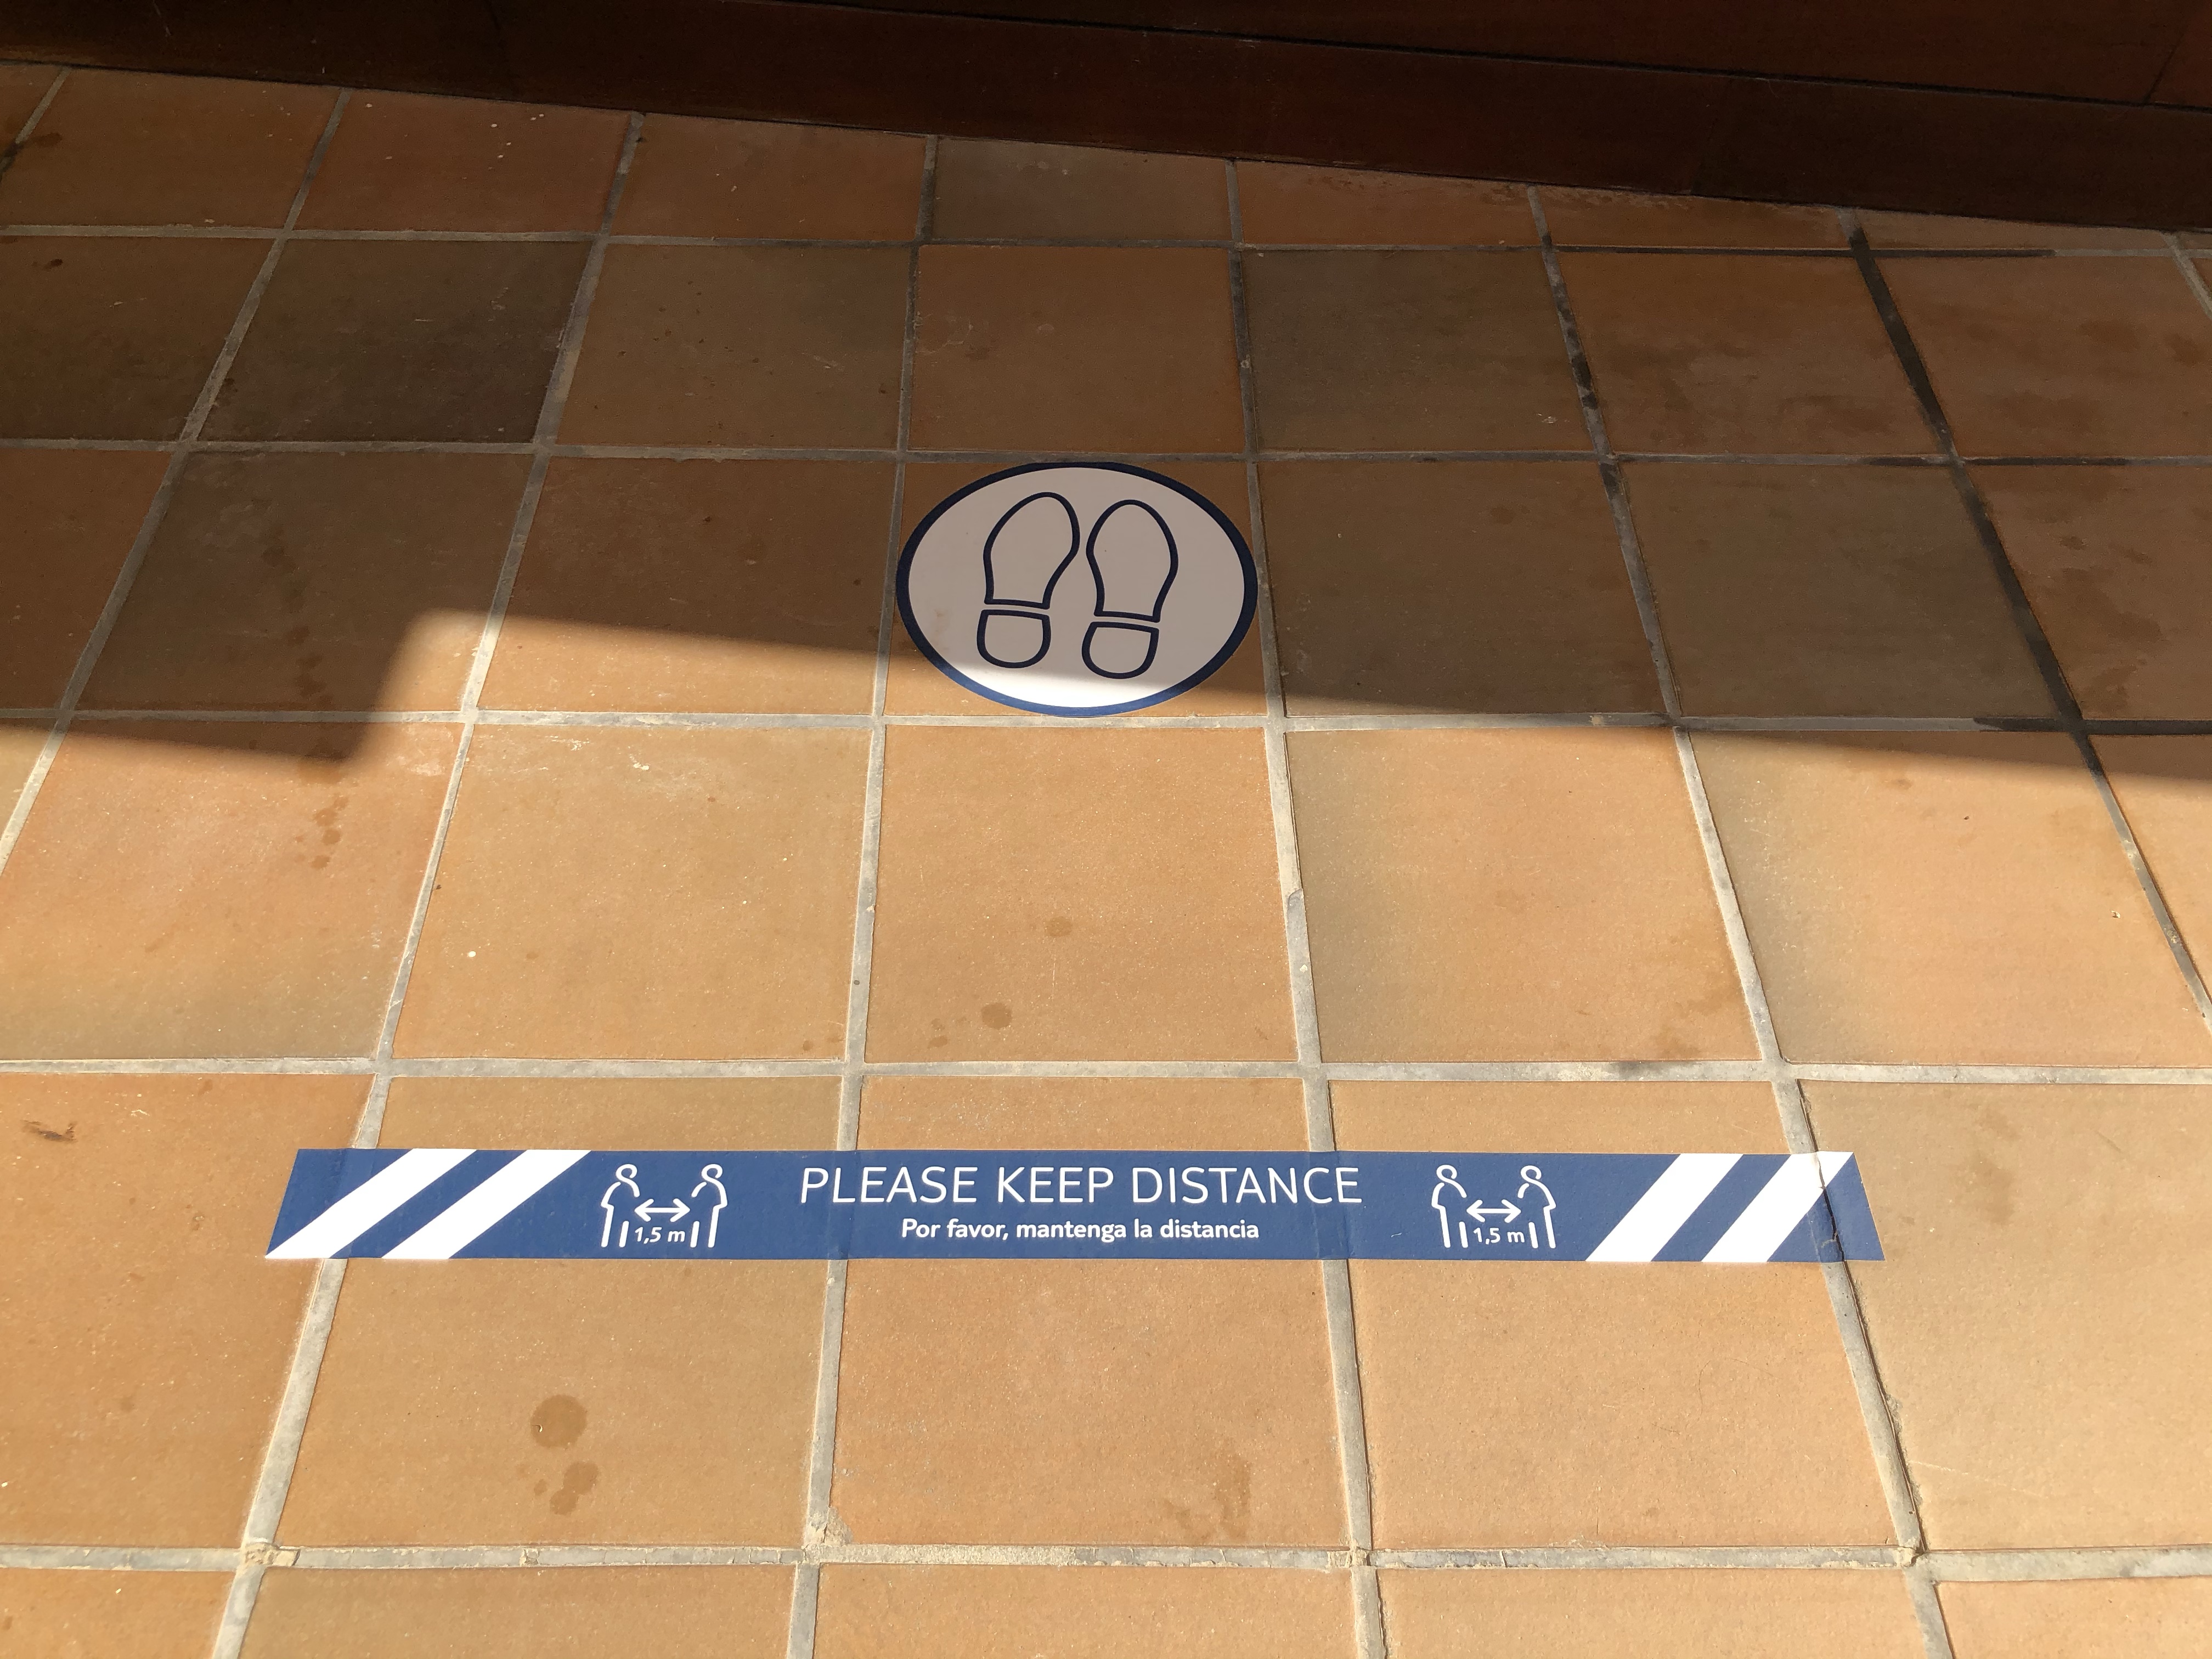 PLEASE KEEP DISTANCE
Por favor, mantenga la distancia
1,5 m
1,5 m